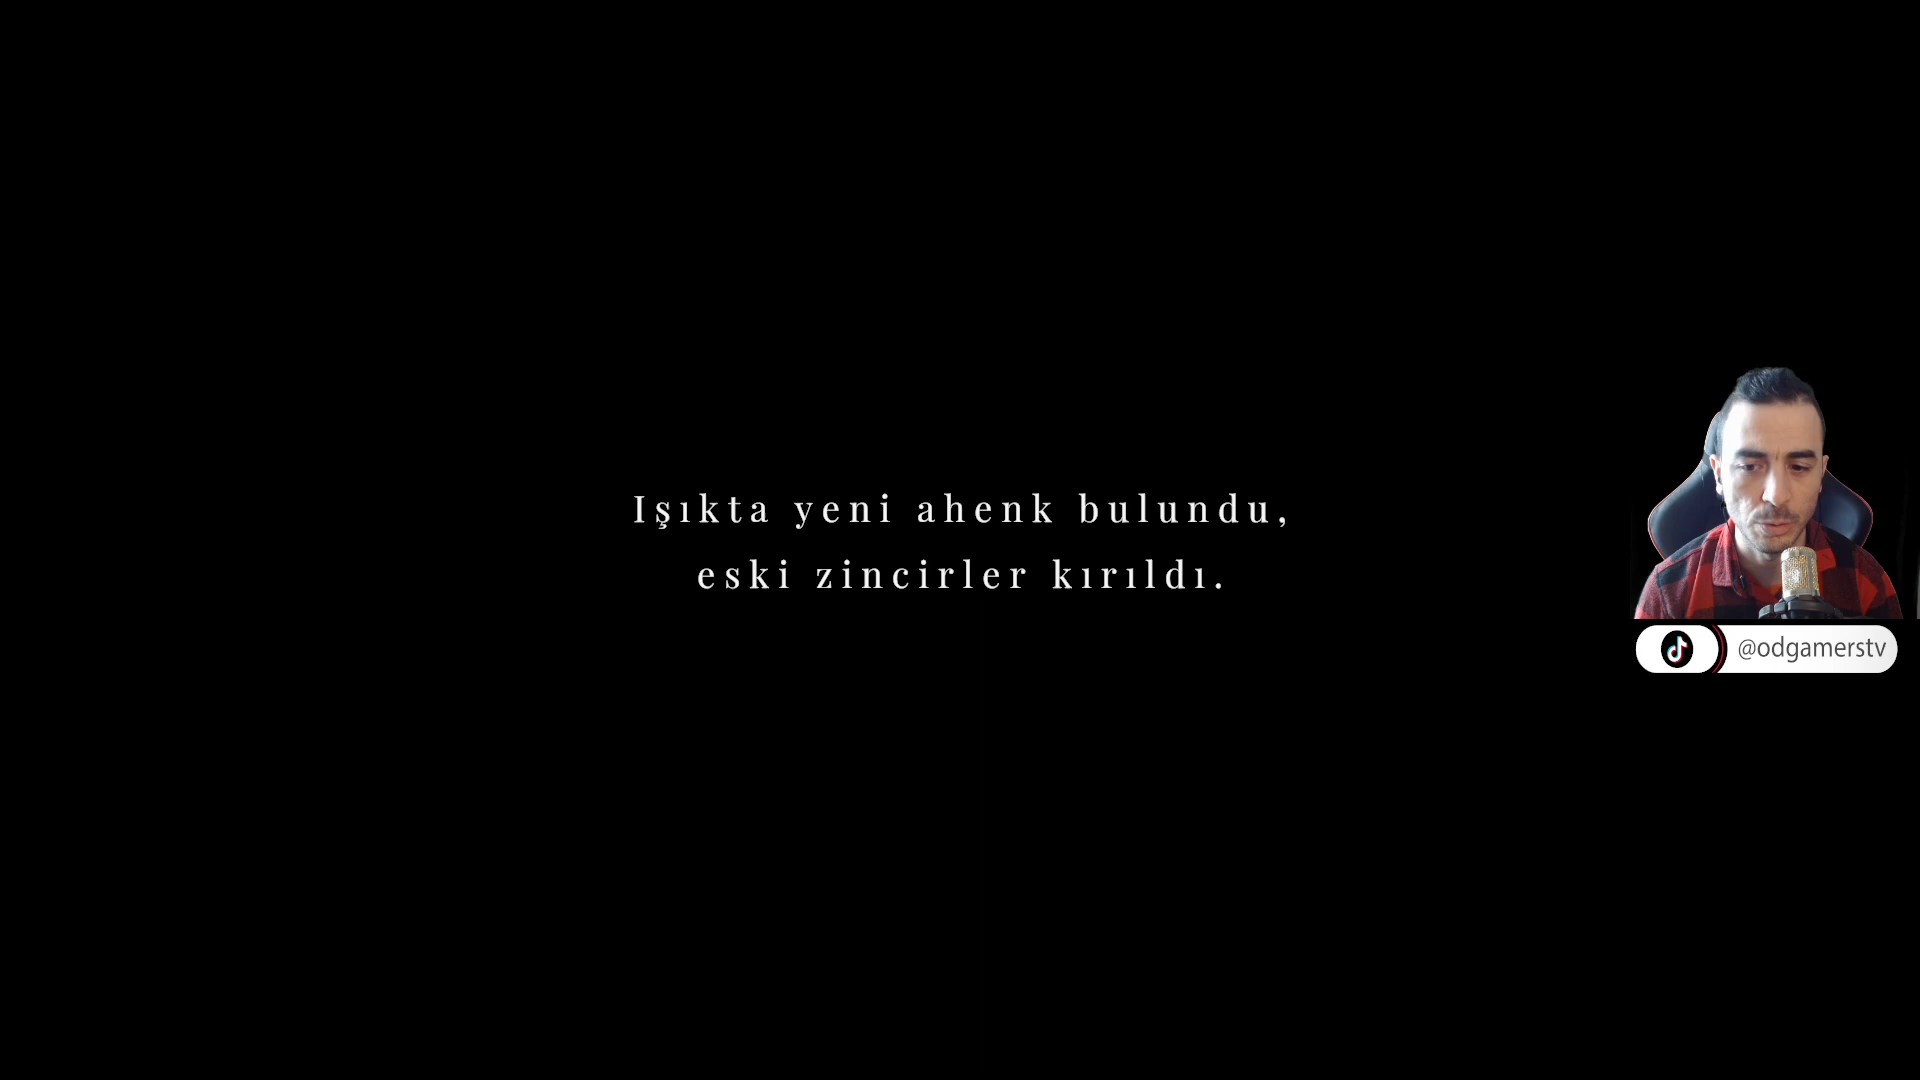 Işıkta yeni ahenk bulundu,
eski zincirler kırıldı.
@odgamerstv